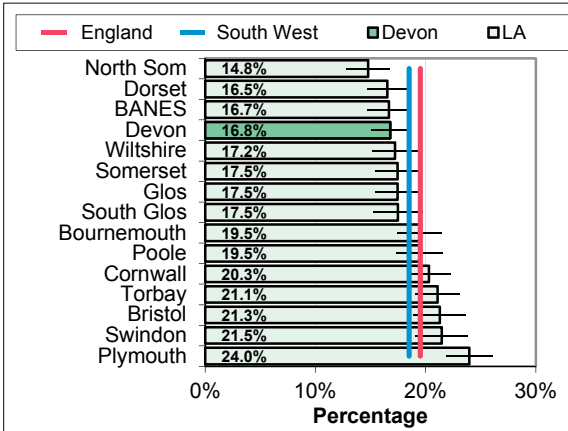 England South West Devon LA
North Som 14.8%
Dorset 16.5%
BANES 16.7%
Devon 16.8%
Wiltshire 17.2%
Somerset 17.5%
Glos 17.5%
South Glos 17.5%
Bournemouth 19.5%
Poole 19.5%
Cornwall 20.3%
Torbay 21.1%
Bristol 21.3%
Swindon 21.5%
Plymouth 24.0%
0% 10% 20% 30%
Percentage